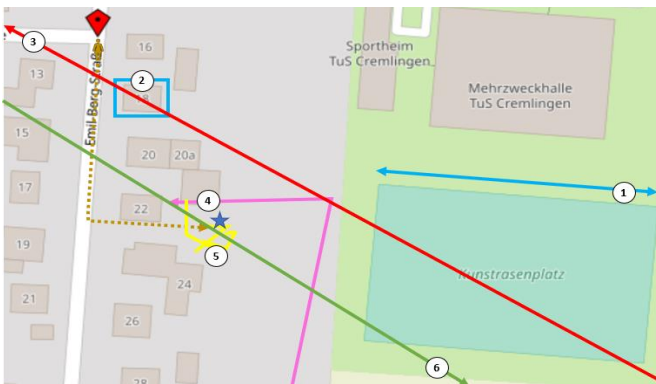 3
16
Sportheim
TuS Cremlingen
Mehrzweckhalle
TuS Cremlingen
13
2
18
Emil-Berg-Straße
15
20
20a
1
17
4
22
19
5
Kunstrasenplatz
24
21
26
6
28